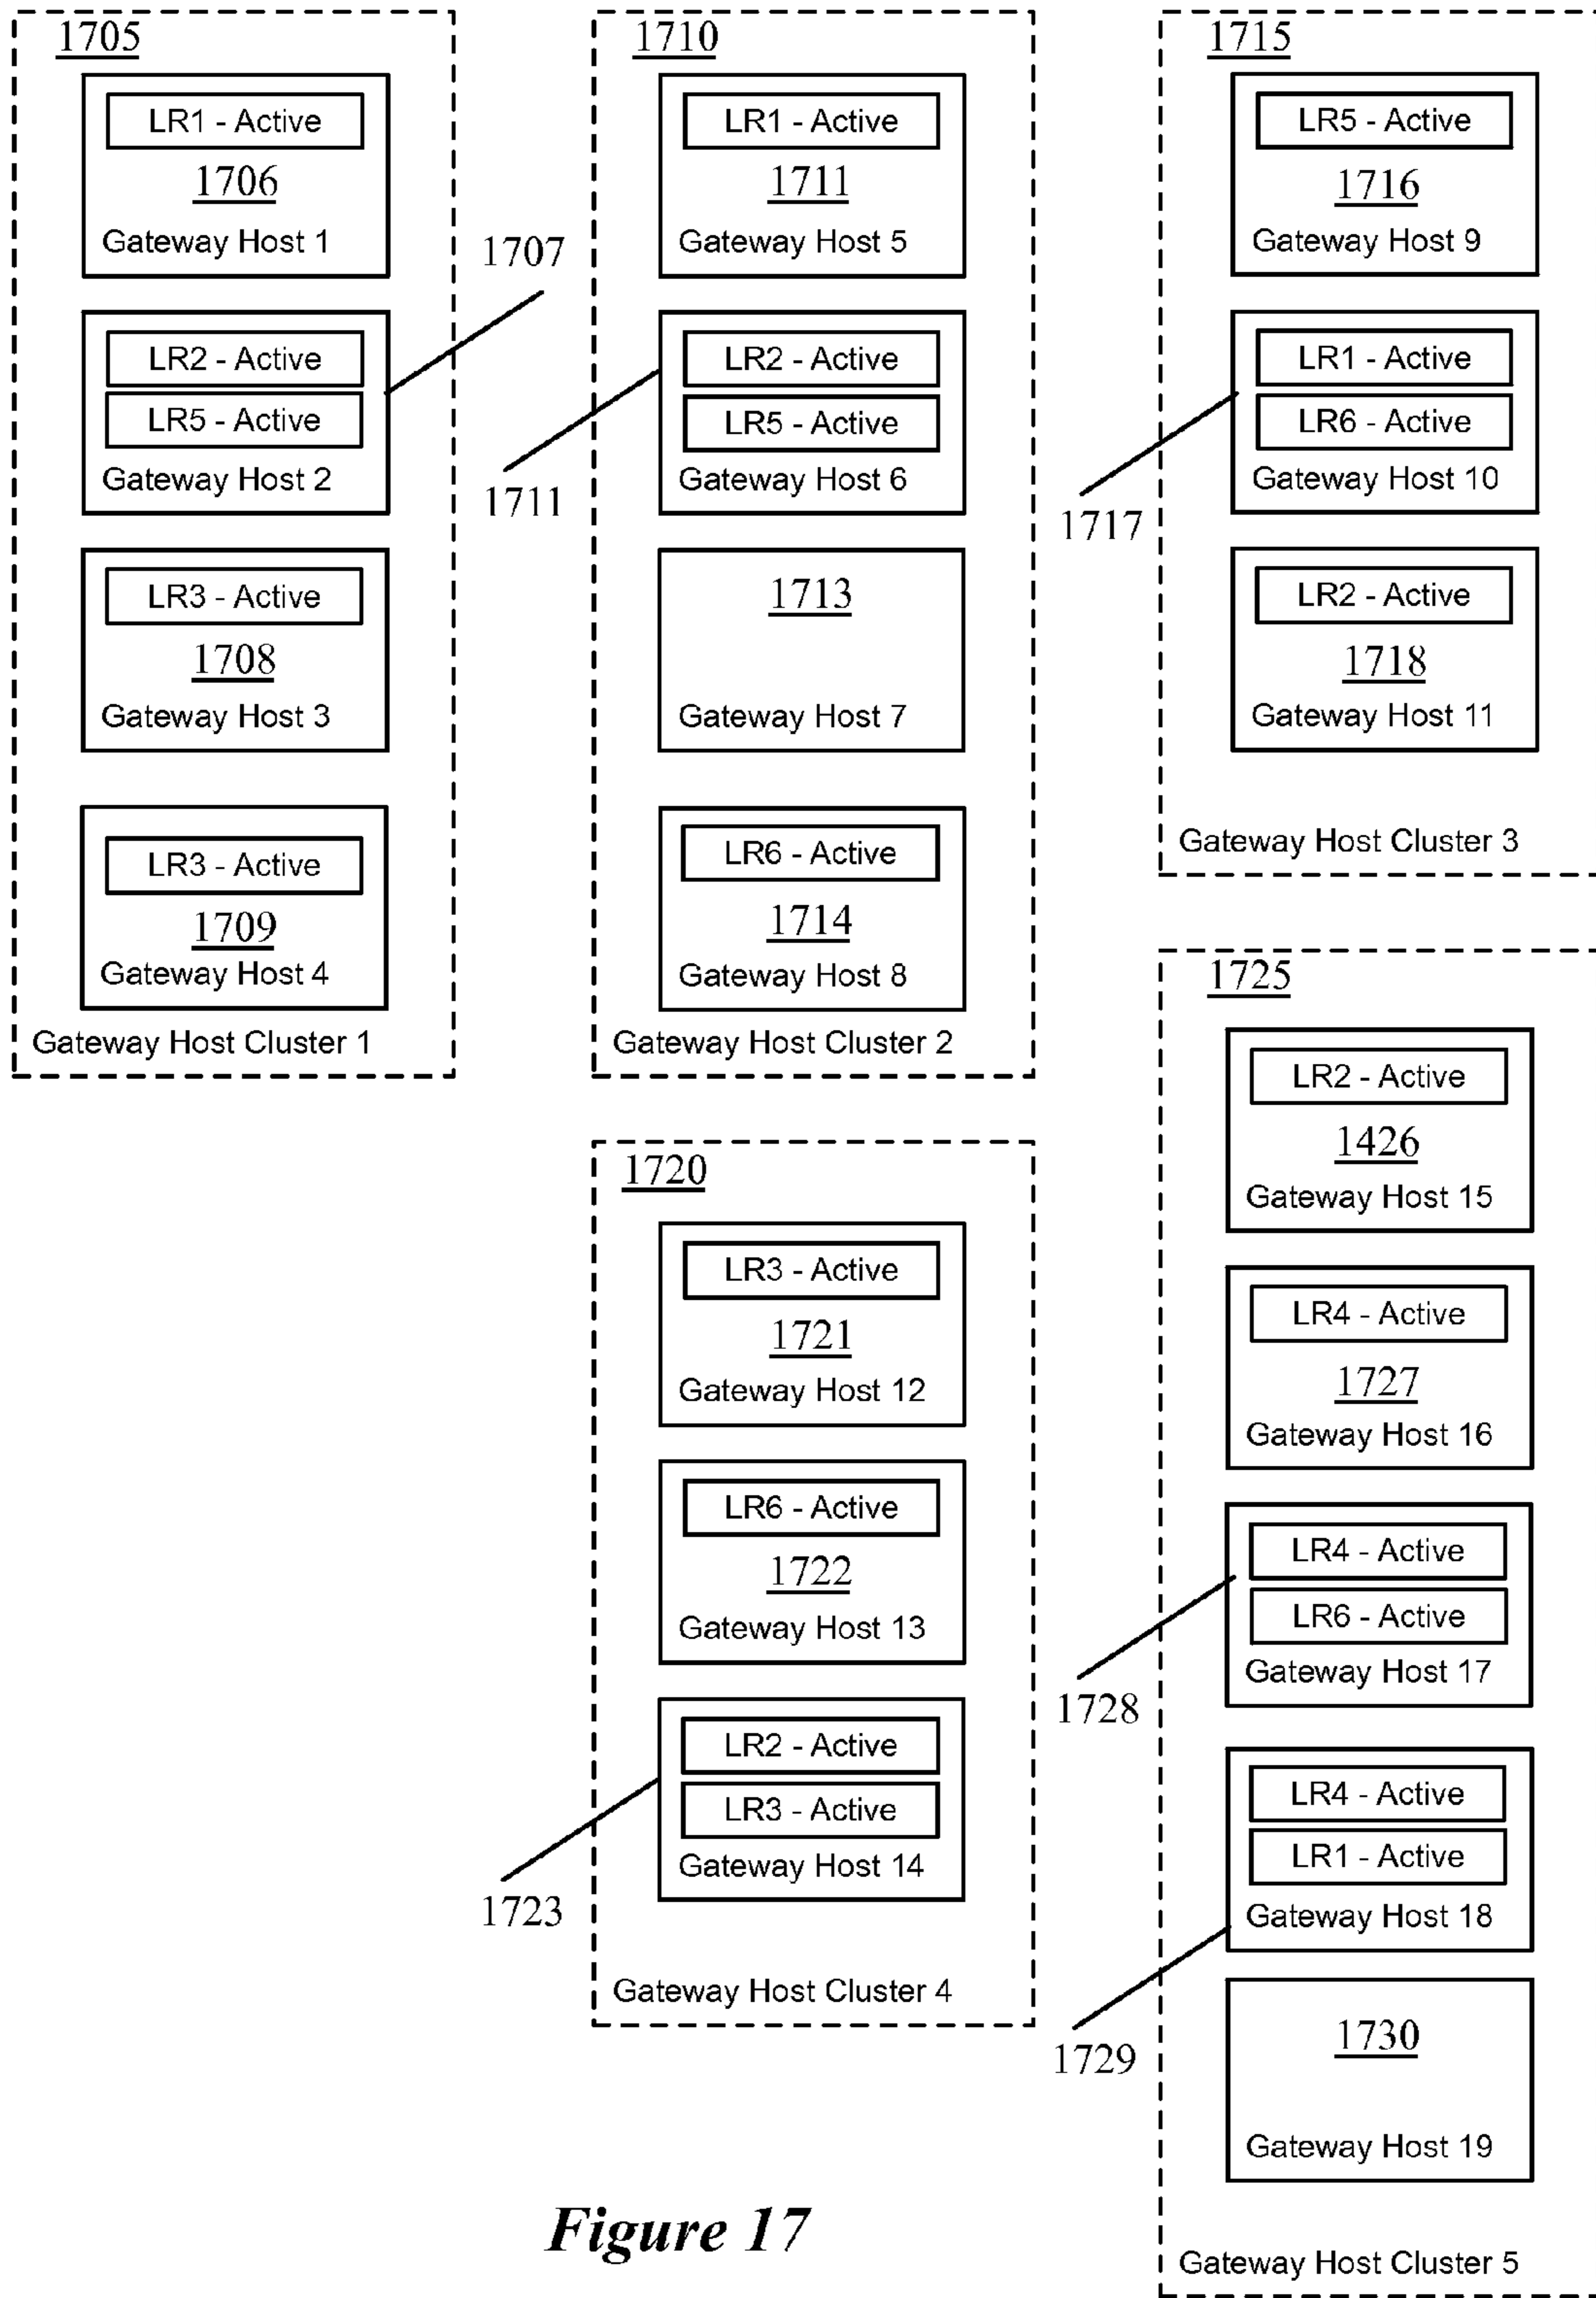 1705
LR1 - Active
1706
Gateway Host 1
LR2 - Active
LR5 - Active
Gateway Host 2
1707
LR3 - Active
1708
Gateway Host 3
LR3 - Active
1709
Gateway Host 4
Gateway Host Cluster 1
1710
LR1 - Active
1711
Gateway Host 5
LR2 - Active
LR5 - Active
Gateway Host 6
1711
1713
Gateway Host 7
LR6 - Active
1714
Gateway Host 8
Gateway Host Cluster 2
1715
LR5 - Active
1716
Gateway Host 9
LR1 - Active
LR6 - Active
Gateway Host 10
1717
LR2 - Active
1718
Gateway Host 11
Gateway Host Cluster 3
1720
LR3 - Active
1721
Gateway Host 12
LR6 - Active
1722
Gateway Host 13
LR2 - Active
LR3 - Active
Gateway Host 14
1723
Gateway Host Cluster 4
1725
LR2 - Active
1426
Gateway Host 15
LR4 - Active
1727
Gateway Host 16
LR4 - Active
LR6 - Active
Gateway Host 17
1728
LR4 - Active
LR1 - Active
Gateway Host 18
1729
1730
Gateway Host 19
Gateway Host Cluster 5
Figure 17